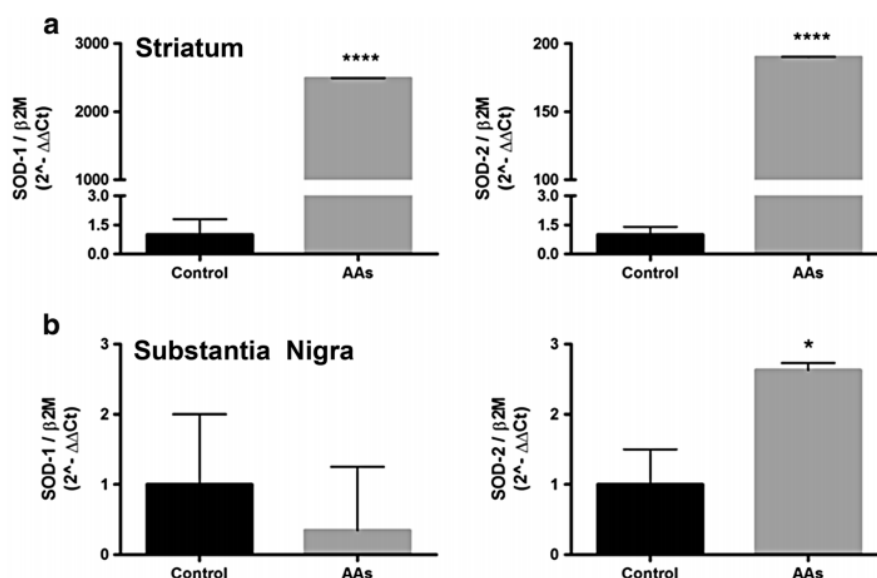 a
Striatum
SOD-1 / β2M
(2^- ΔΔCt)
3000
2000
1000
3.0
1.5
0.0
****
Control
AAs
SOD-2 / β2M
(2^- ΔΔCt)
200
150
100
3.0
1.5
0.0
****
Control
AAs
b
Substantia Nigra
SOD-1 / β2M
(2^- ΔΔCt)
3
2
1
0
Control
AAs
SOD-2 / β2M
(2^- ΔΔCt)
3
2
1
0
*
Control
AAs